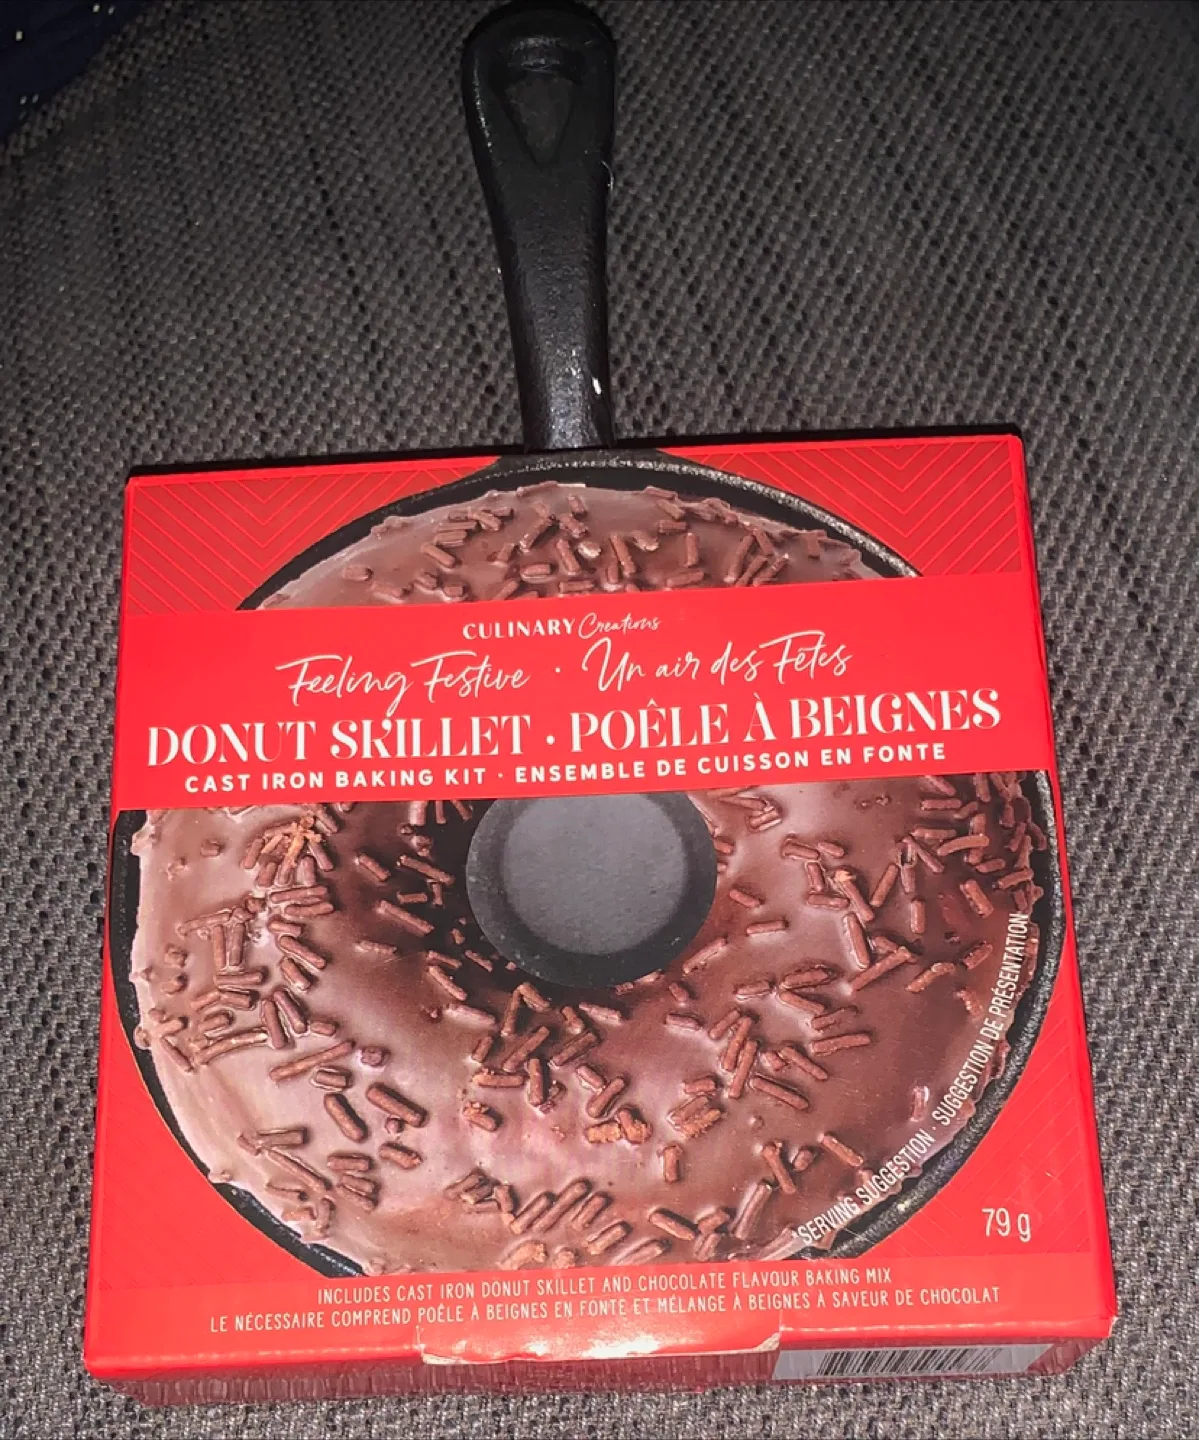 CULINARY Creations
Feeling Festive · Un air des Fêtes
DONUT SKILLET · POÊLE À BEIGNES
CAST IRON BAKING KIT · ENSEMBLE DE CUISSON EN FONTE
SERVING SUGGESTION · SUGGESTION DE PRÉSENTATION
79 g
INCLUDES CAST IRON DONUT SKILLET AND CHOCOLATE FLAVOUR BAKING MIX
LE NÉCESSAIRE COMPREND POÊLE À BEIGNES EN FONTE ET MÉLANGE À BEIGNES À SAVEUR DE CHOCOLAT